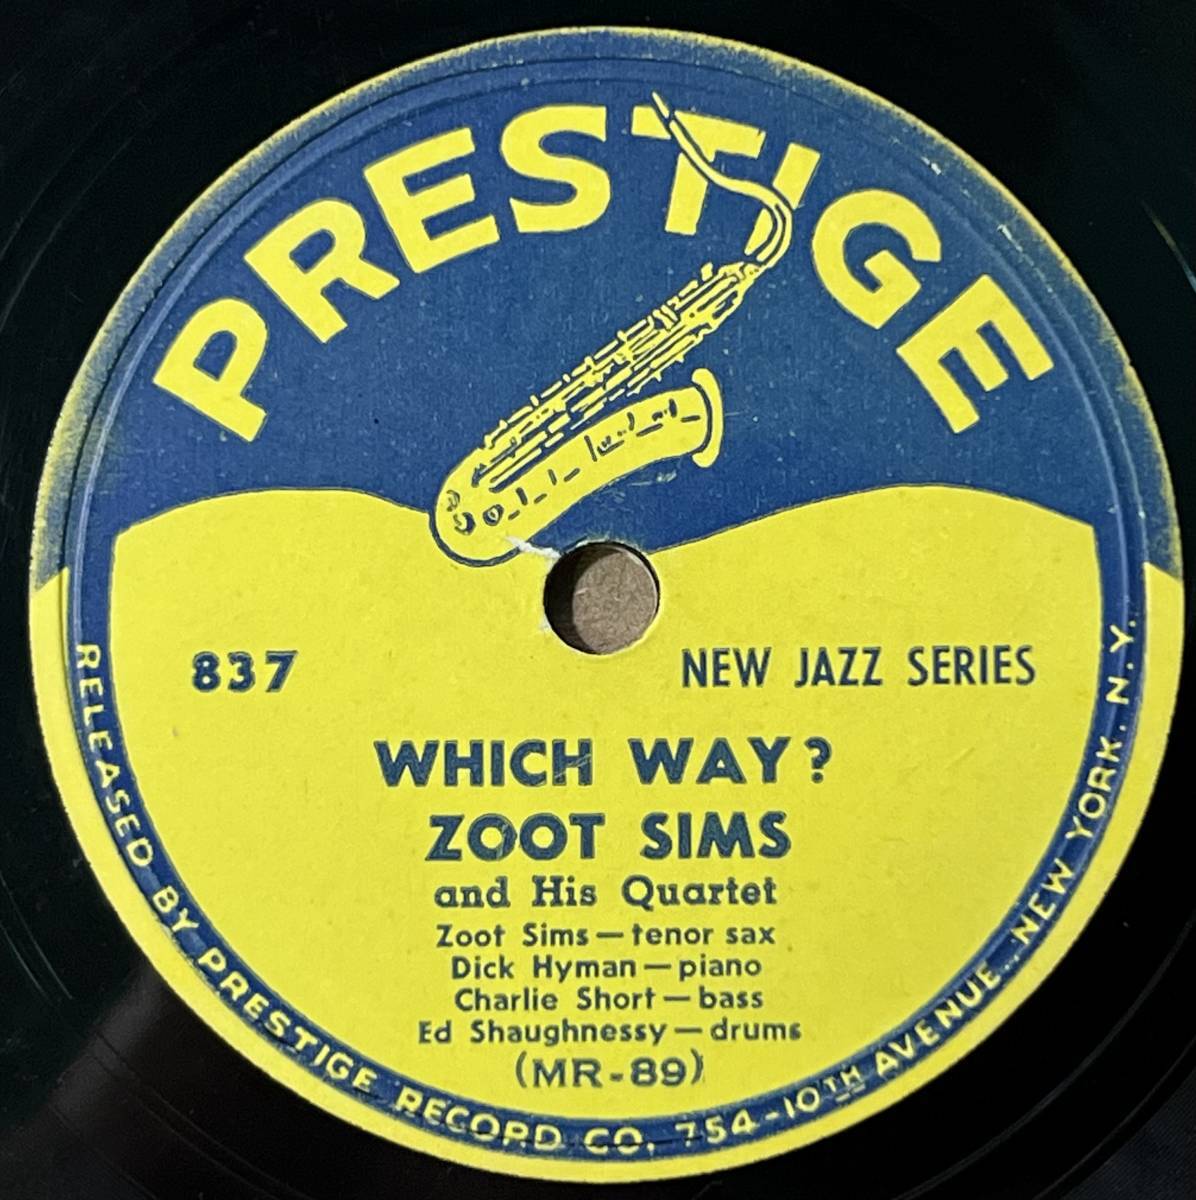 PRESTIGE
837
NEW JAZZ SERIES
WHICH WAY?
ZOOT SIMS
and His Quartet
Zoot Sims — tenor sax
Dick Hyman — piano
Charlie Short — bass
Ed Shaughnessy — drums
(MR-89)
RELEASED BY PRESTIGE RECORD CO. 754-10TH AVENUE.. NEW YORK. N.Y.